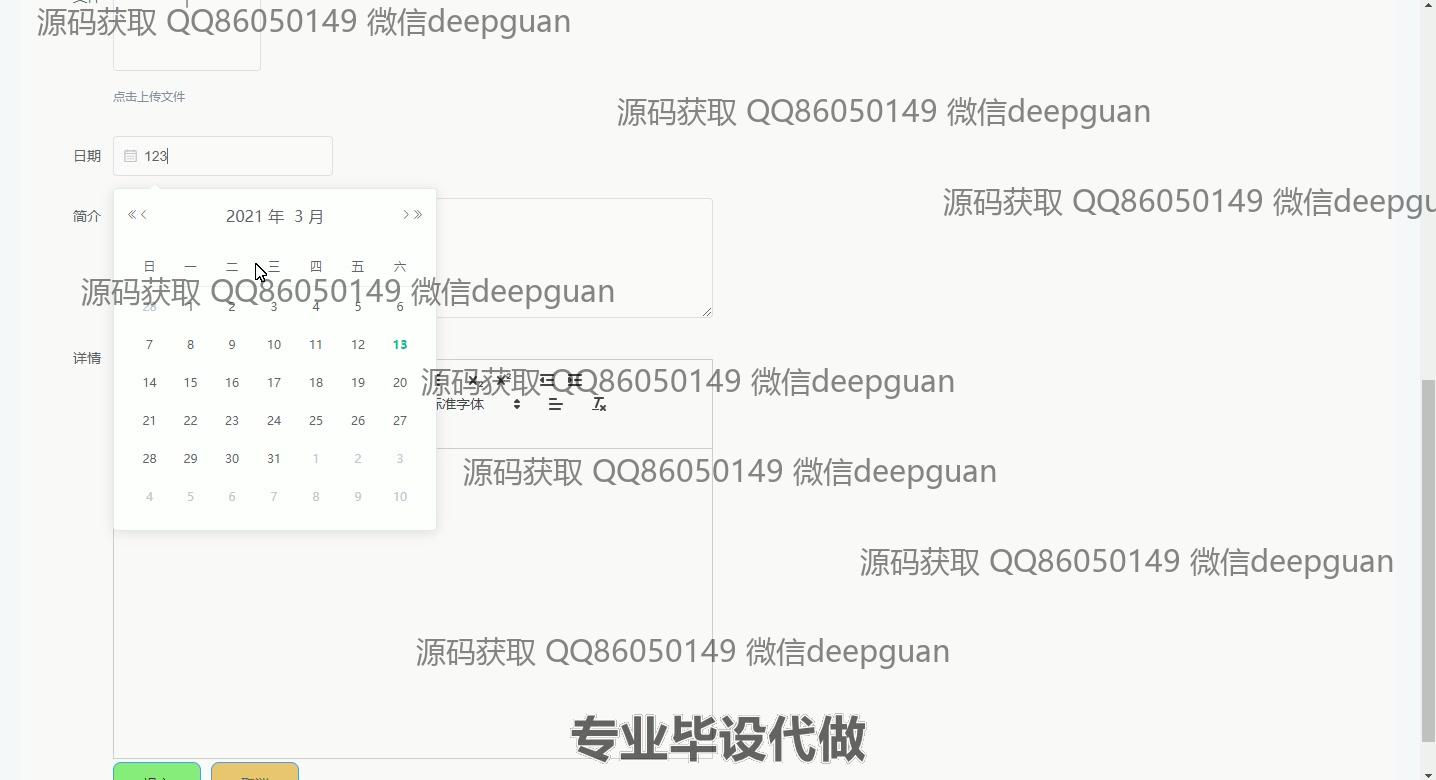 源码获取 QQ86050149 微信deepguan
点击上传文件
源码获取 QQ86050149 微信deepguan
日期
123
源码获取 QQ86050149 微信deepgu
简介
2021 年 3 月
日 一 二 三 四 五 六
源码获取 QQ86050149 微信deepguan
28 1 2 3 4 5 6
7 8 9 10 11 12 13
详情
14 15 16 17 18 19 20
源码获取 QQ86050149 微信deepguan
标准字体
21 22 23 24 25 26 27
28 29 30 31 1 2 3
源码获取 QQ86050149 微信deepguan
4 5 6 7 8 9 10
源码获取 QQ86050149 微信deepguan
源码获取 QQ86050149 微信deepguan
专业毕设代做